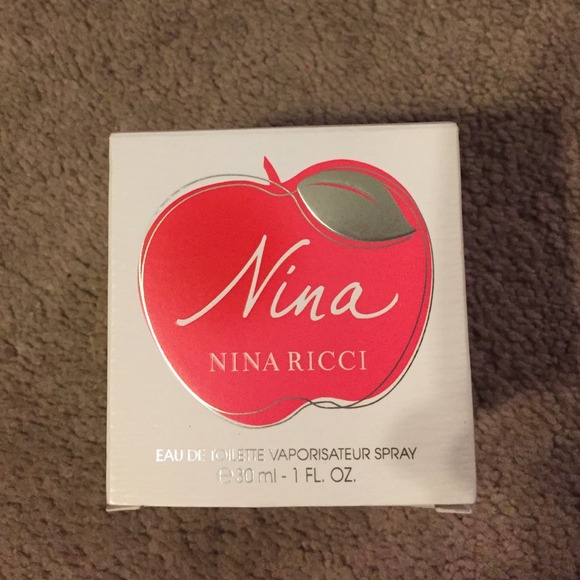 Nina
NINA RICCI
EAU DE TOILETTE VAPORISATEUR SPRAY
℮30 ml - 1 FL. OZ.